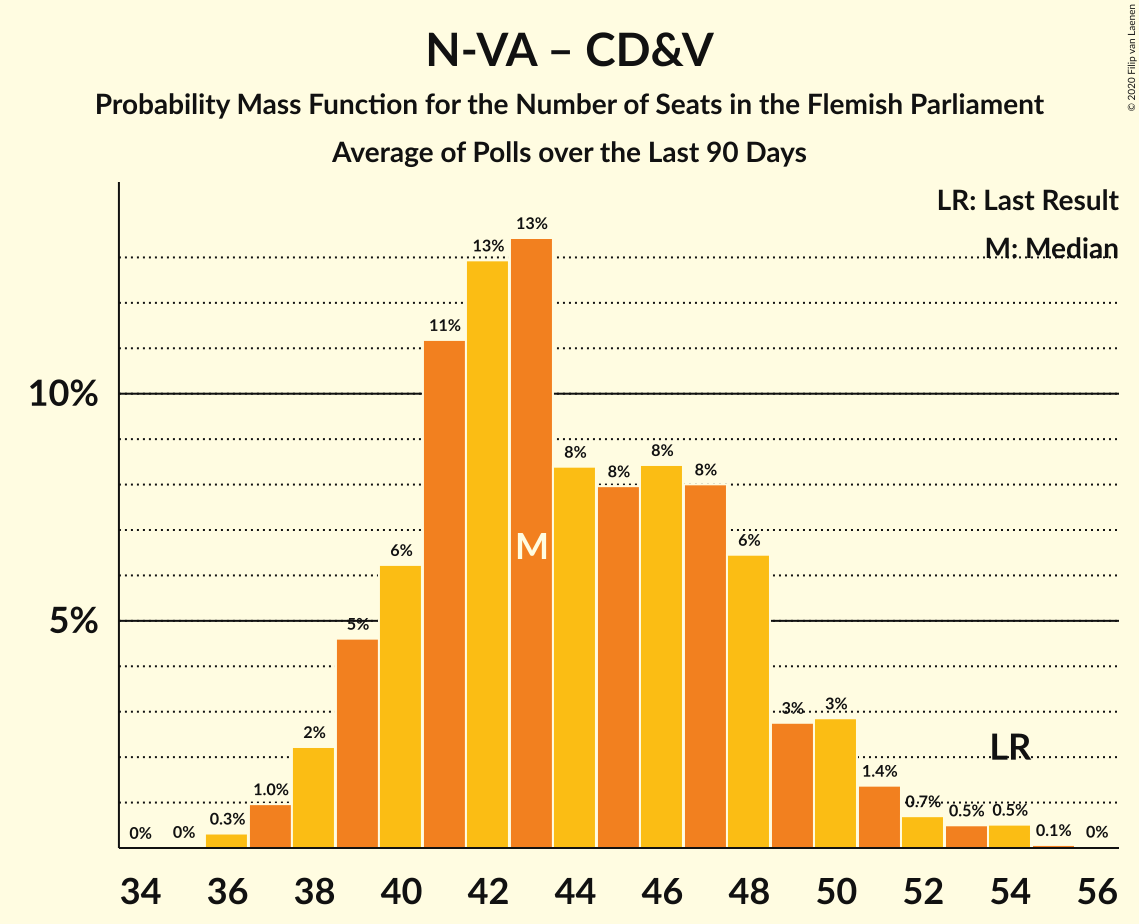 N-VA – CD&V
Probability Mass Function for the Number of Seats in the Flemish Parliament
Average of Polls over the Last 90 Days
© 2020 Filip van Laenen
LR: Last Result
M: Median
10%
5%
0%
0%
0.3%
1.0%
2%
5%
6%
11%
13%
13%
8%
8%
8%
8%
6%
3%
3%
1.4%
0.7%
0.5%
0.5%
0.1%
0%
M
LR
34 36 38 40 42 44 46 48 50 52 54 56